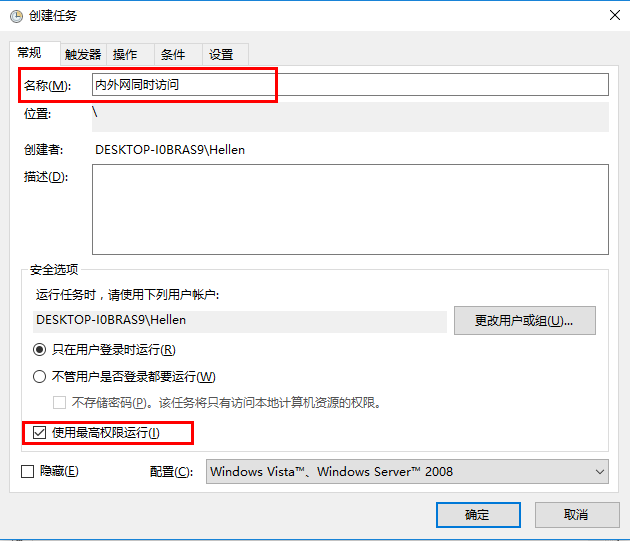 创建任务
常规 触发器 操作 条件 设置
名称(M): 内外网同时访问
位置: \
创建者: DESKTOP-I0BRAS9\Hellen
描述(D):
安全选项
运行任务时，请使用下列用户帐户:
DESKTOP-I0BRAS9\Hellen 更改用户或组(U)...
只在用户登录时运行(R)
不管用户是否登录都要运行(W)
不存储密码(P)。该任务将只有访问本地计算机资源的权限。
使用最高权限运行(I)
隐藏(E) 配置(C): Windows Vista™、Windows Server™ 2008
确定 取消